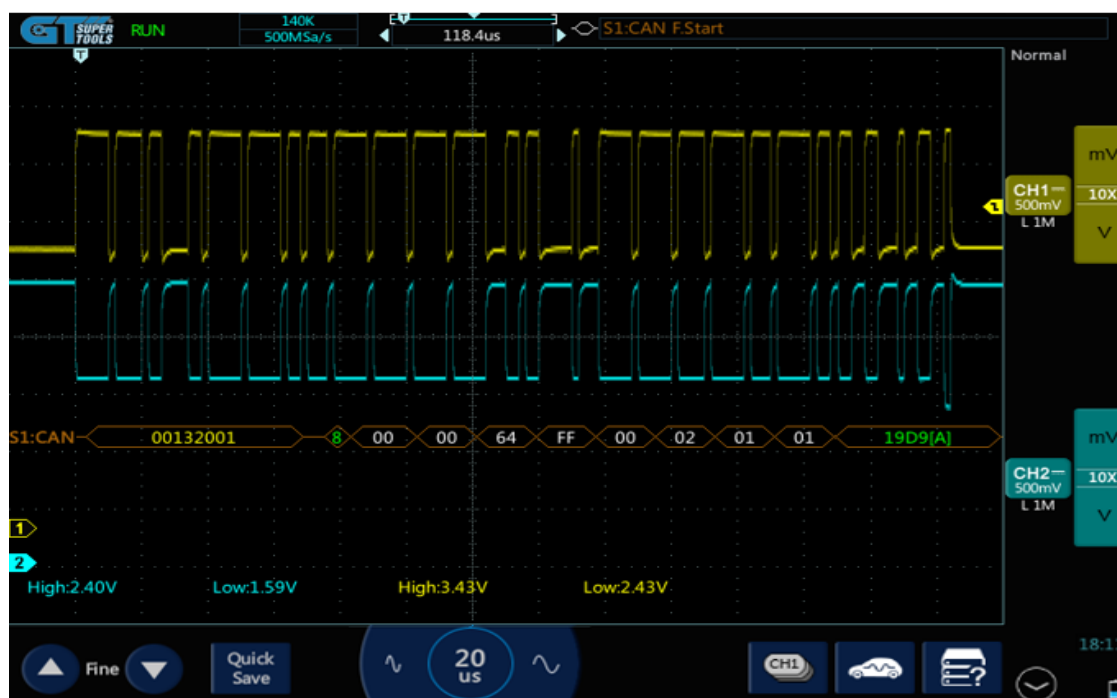 GT SUPER TOOLS RUN 140K 500MSa/s T 118.4us S1:CAN F.Start
T
Normal
mV
CH1 500mV L 1M
10X
V
S1:CAN 00132001 8 00 00 64 FF 00 02 01 01 19D9[A]
mV
CH2 500mV L 1M
10X
V
1
2
High:2.40V Low:1.59V High:3.43V Low:2.43V
Fine Quick Save 20 us CH1 ?